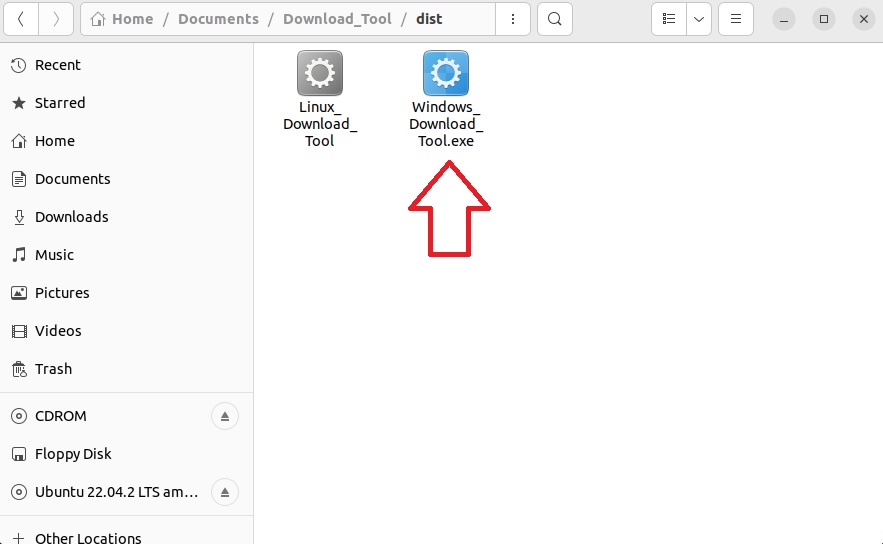 Home / Documents / Download_Tool / dist
Recent
Starred
Home
Documents
Downloads
Music
Pictures
Videos
Trash
CDROM
Floppy Disk
Ubuntu 22.04.2 LTS am...
Other Locations
Linux_
Download_
Tool
Windows_
Download_
Tool.exe